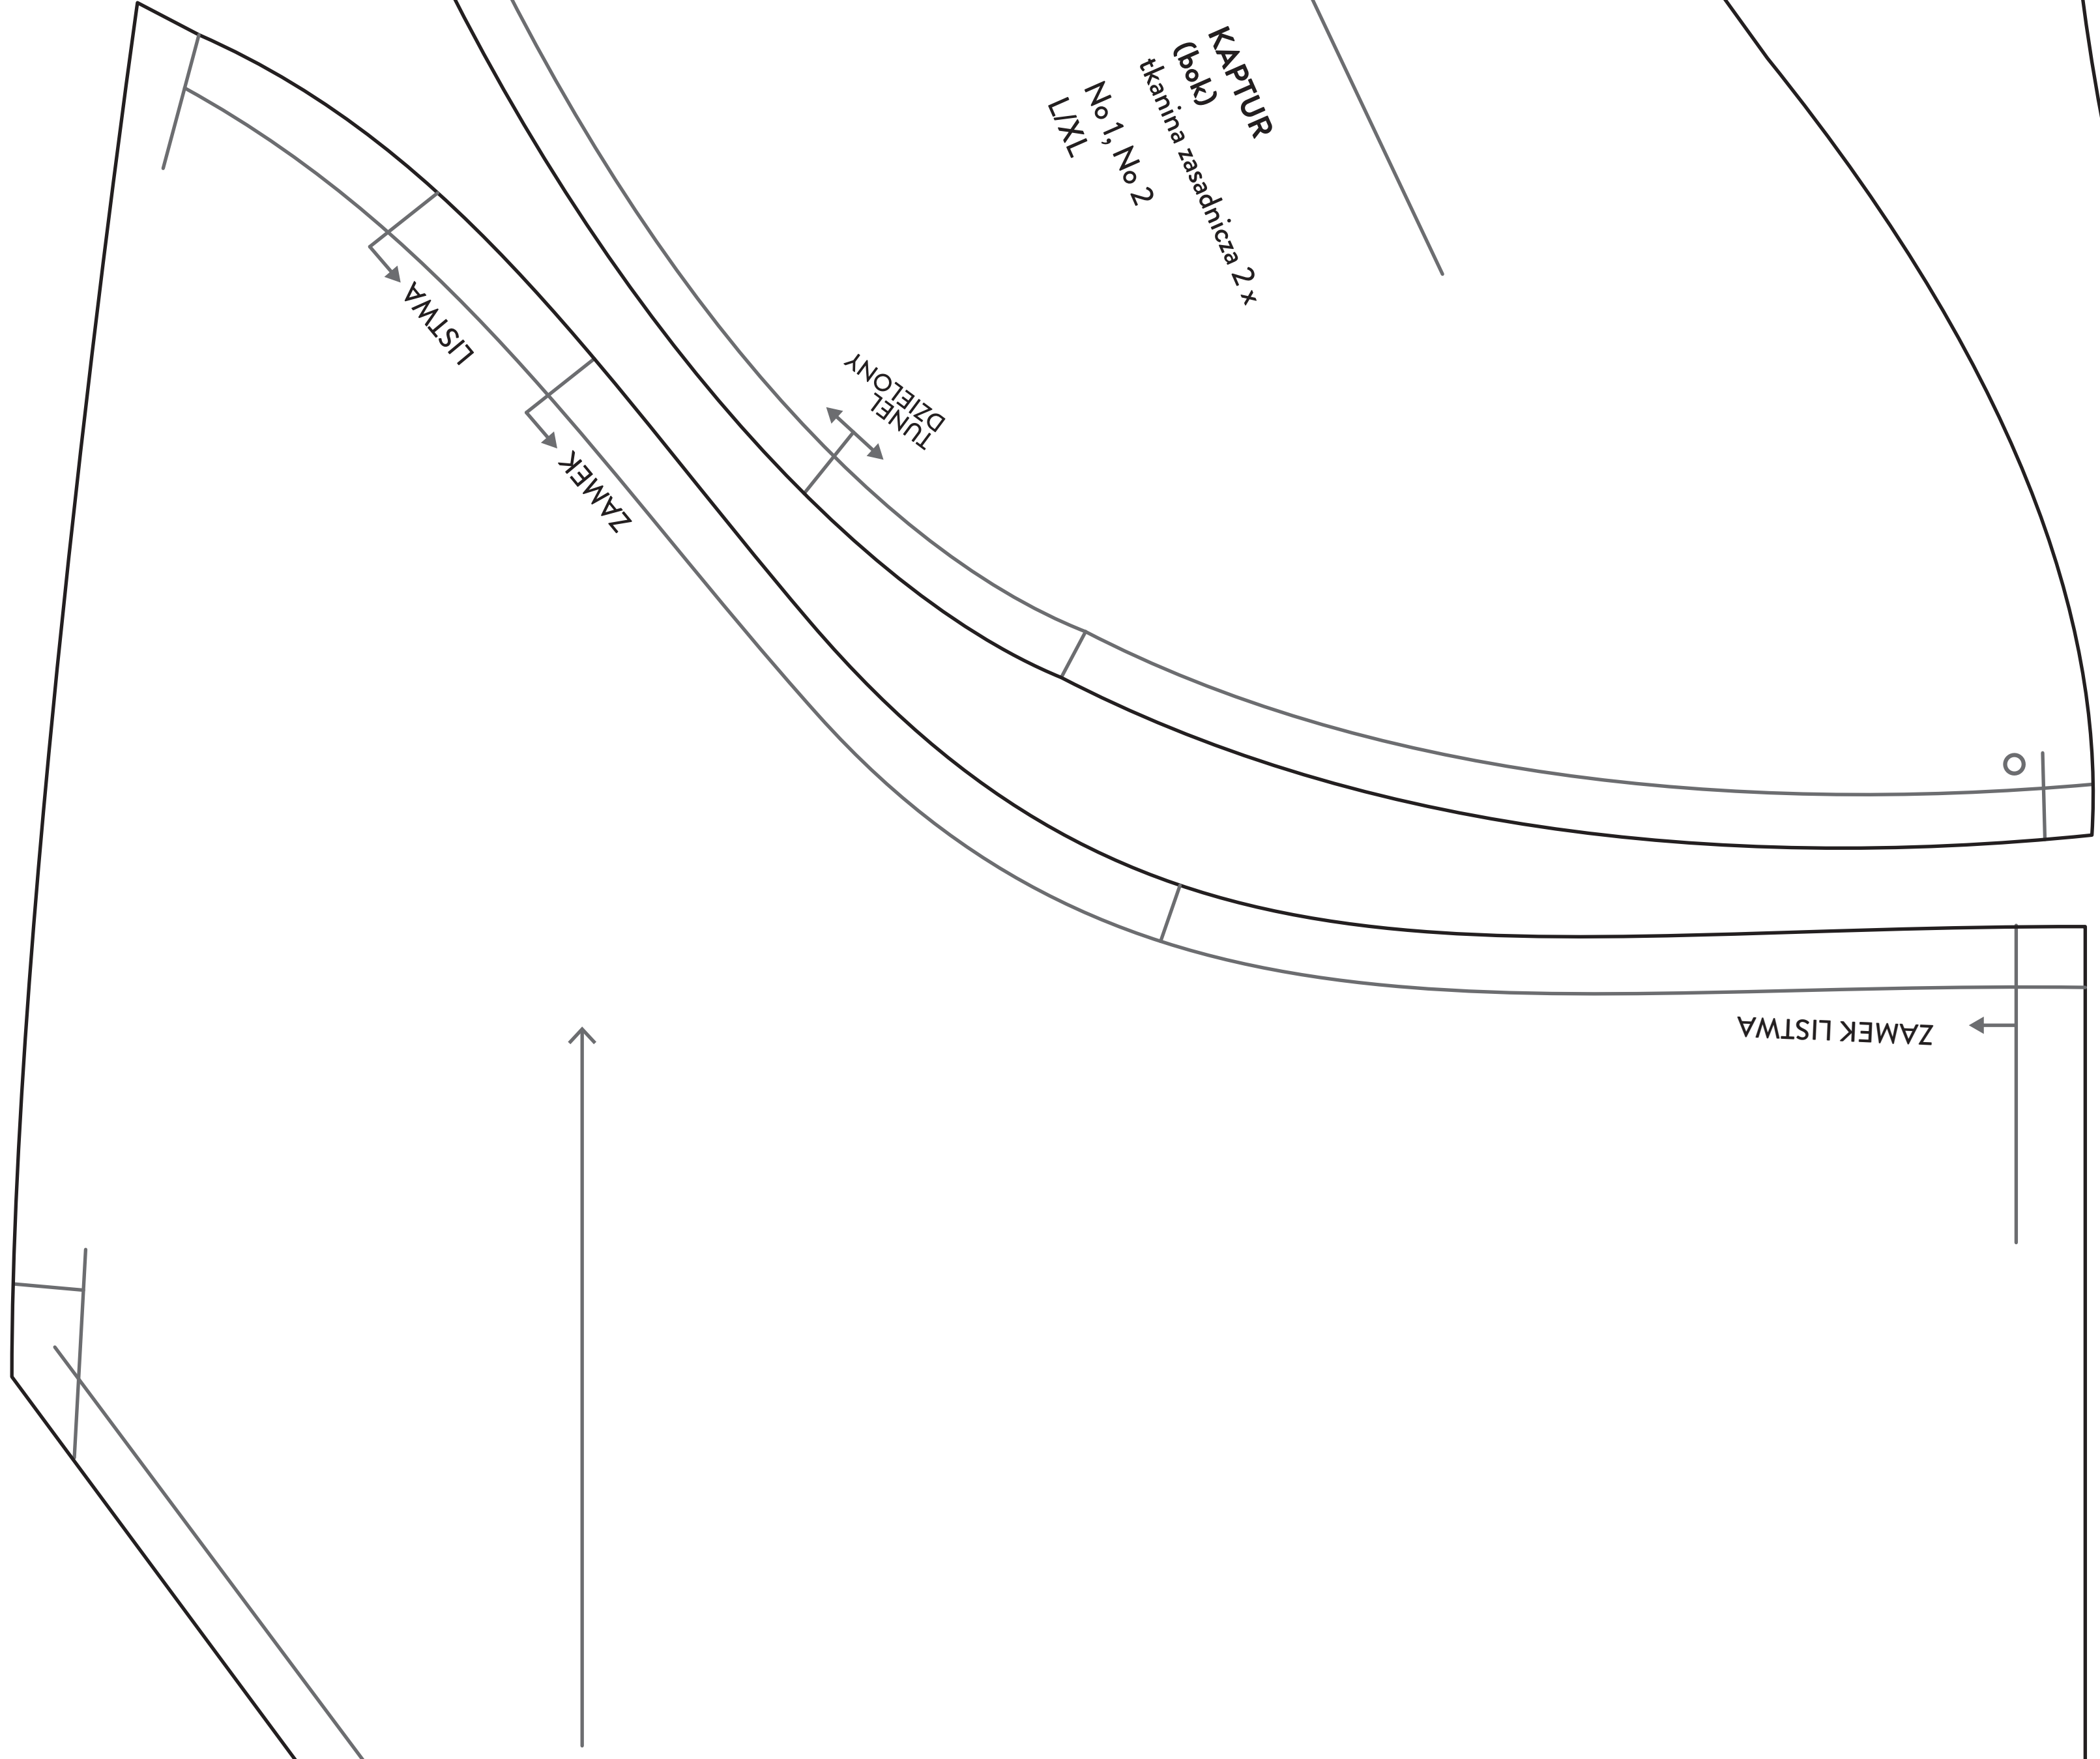 KAPTUR
(bok)
tkanina zasadnicza 2 x
No 1, No 2
L/XL
LISTWA
ZAMEK
TUNEL
DZIELONY
ZAMEK LISTWA